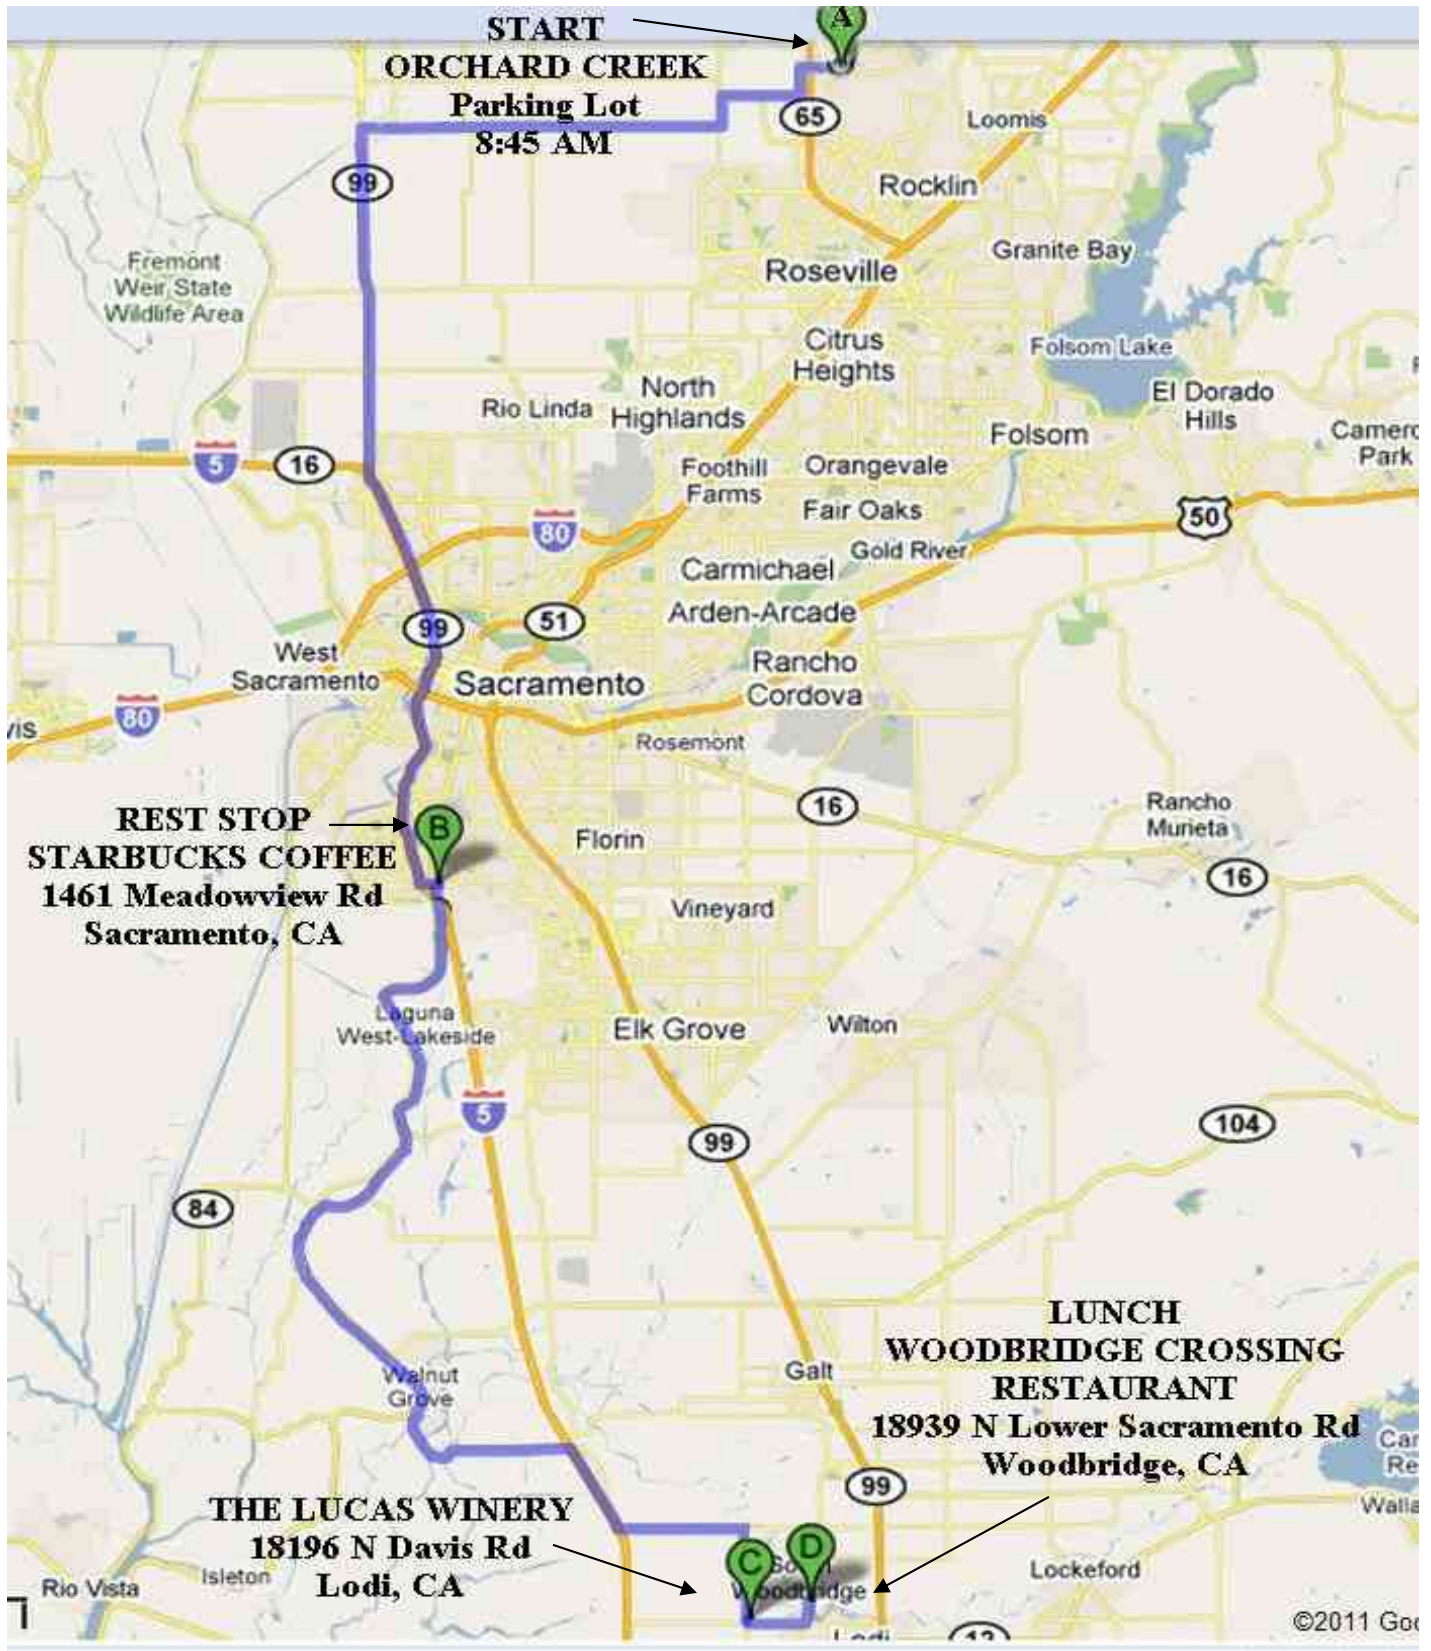 START
ORCHARD CREEK
Parking Lot
8:45 AM
A
65
Loomis
Rocklin
99
Granite Bay
Roseville
Fremont
Weir State
Wildlife Area
Citrus
Heights
Folsom Lake
North
Highlands
Rio Linda
El Dorado
Hills
Folsom
Park
5
16
Foothill
Farms
Orangevale
Fair Oaks
50
80
Gold River
Carmichael
51
Arden-Arcade
99
West
Sacramento
Sacramento
Rancho
Cordova
80
Rosemont
16
Rancho
Murieta
REST STOP
STARBUCKS COFFEE
1461 Meadowview Rd
Sacramento, CA
B
Florin
16
Vineyard
Laguna
West-Lakeside
Elk Grove
Wilton
5
99
104
84
LUNCH
WOODBRIDGE CROSSING
RESTAURANT
18939 N Lower Sacramento Rd
Woodbridge, CA
Galt
Walnut
Grove
99
THE LUCAS WINERY
18196 N Davis Rd
Lodi, CA
C
D
Woodbridge
Lockeford
Isleton
Rio Vista
Lodi
12
©2011